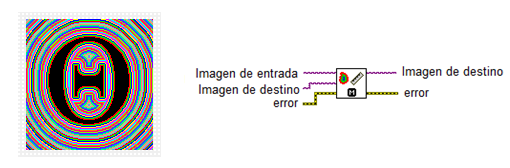 Θ
Imagen de entrada
Imagen de destino
error
Imagen de destino
error
M